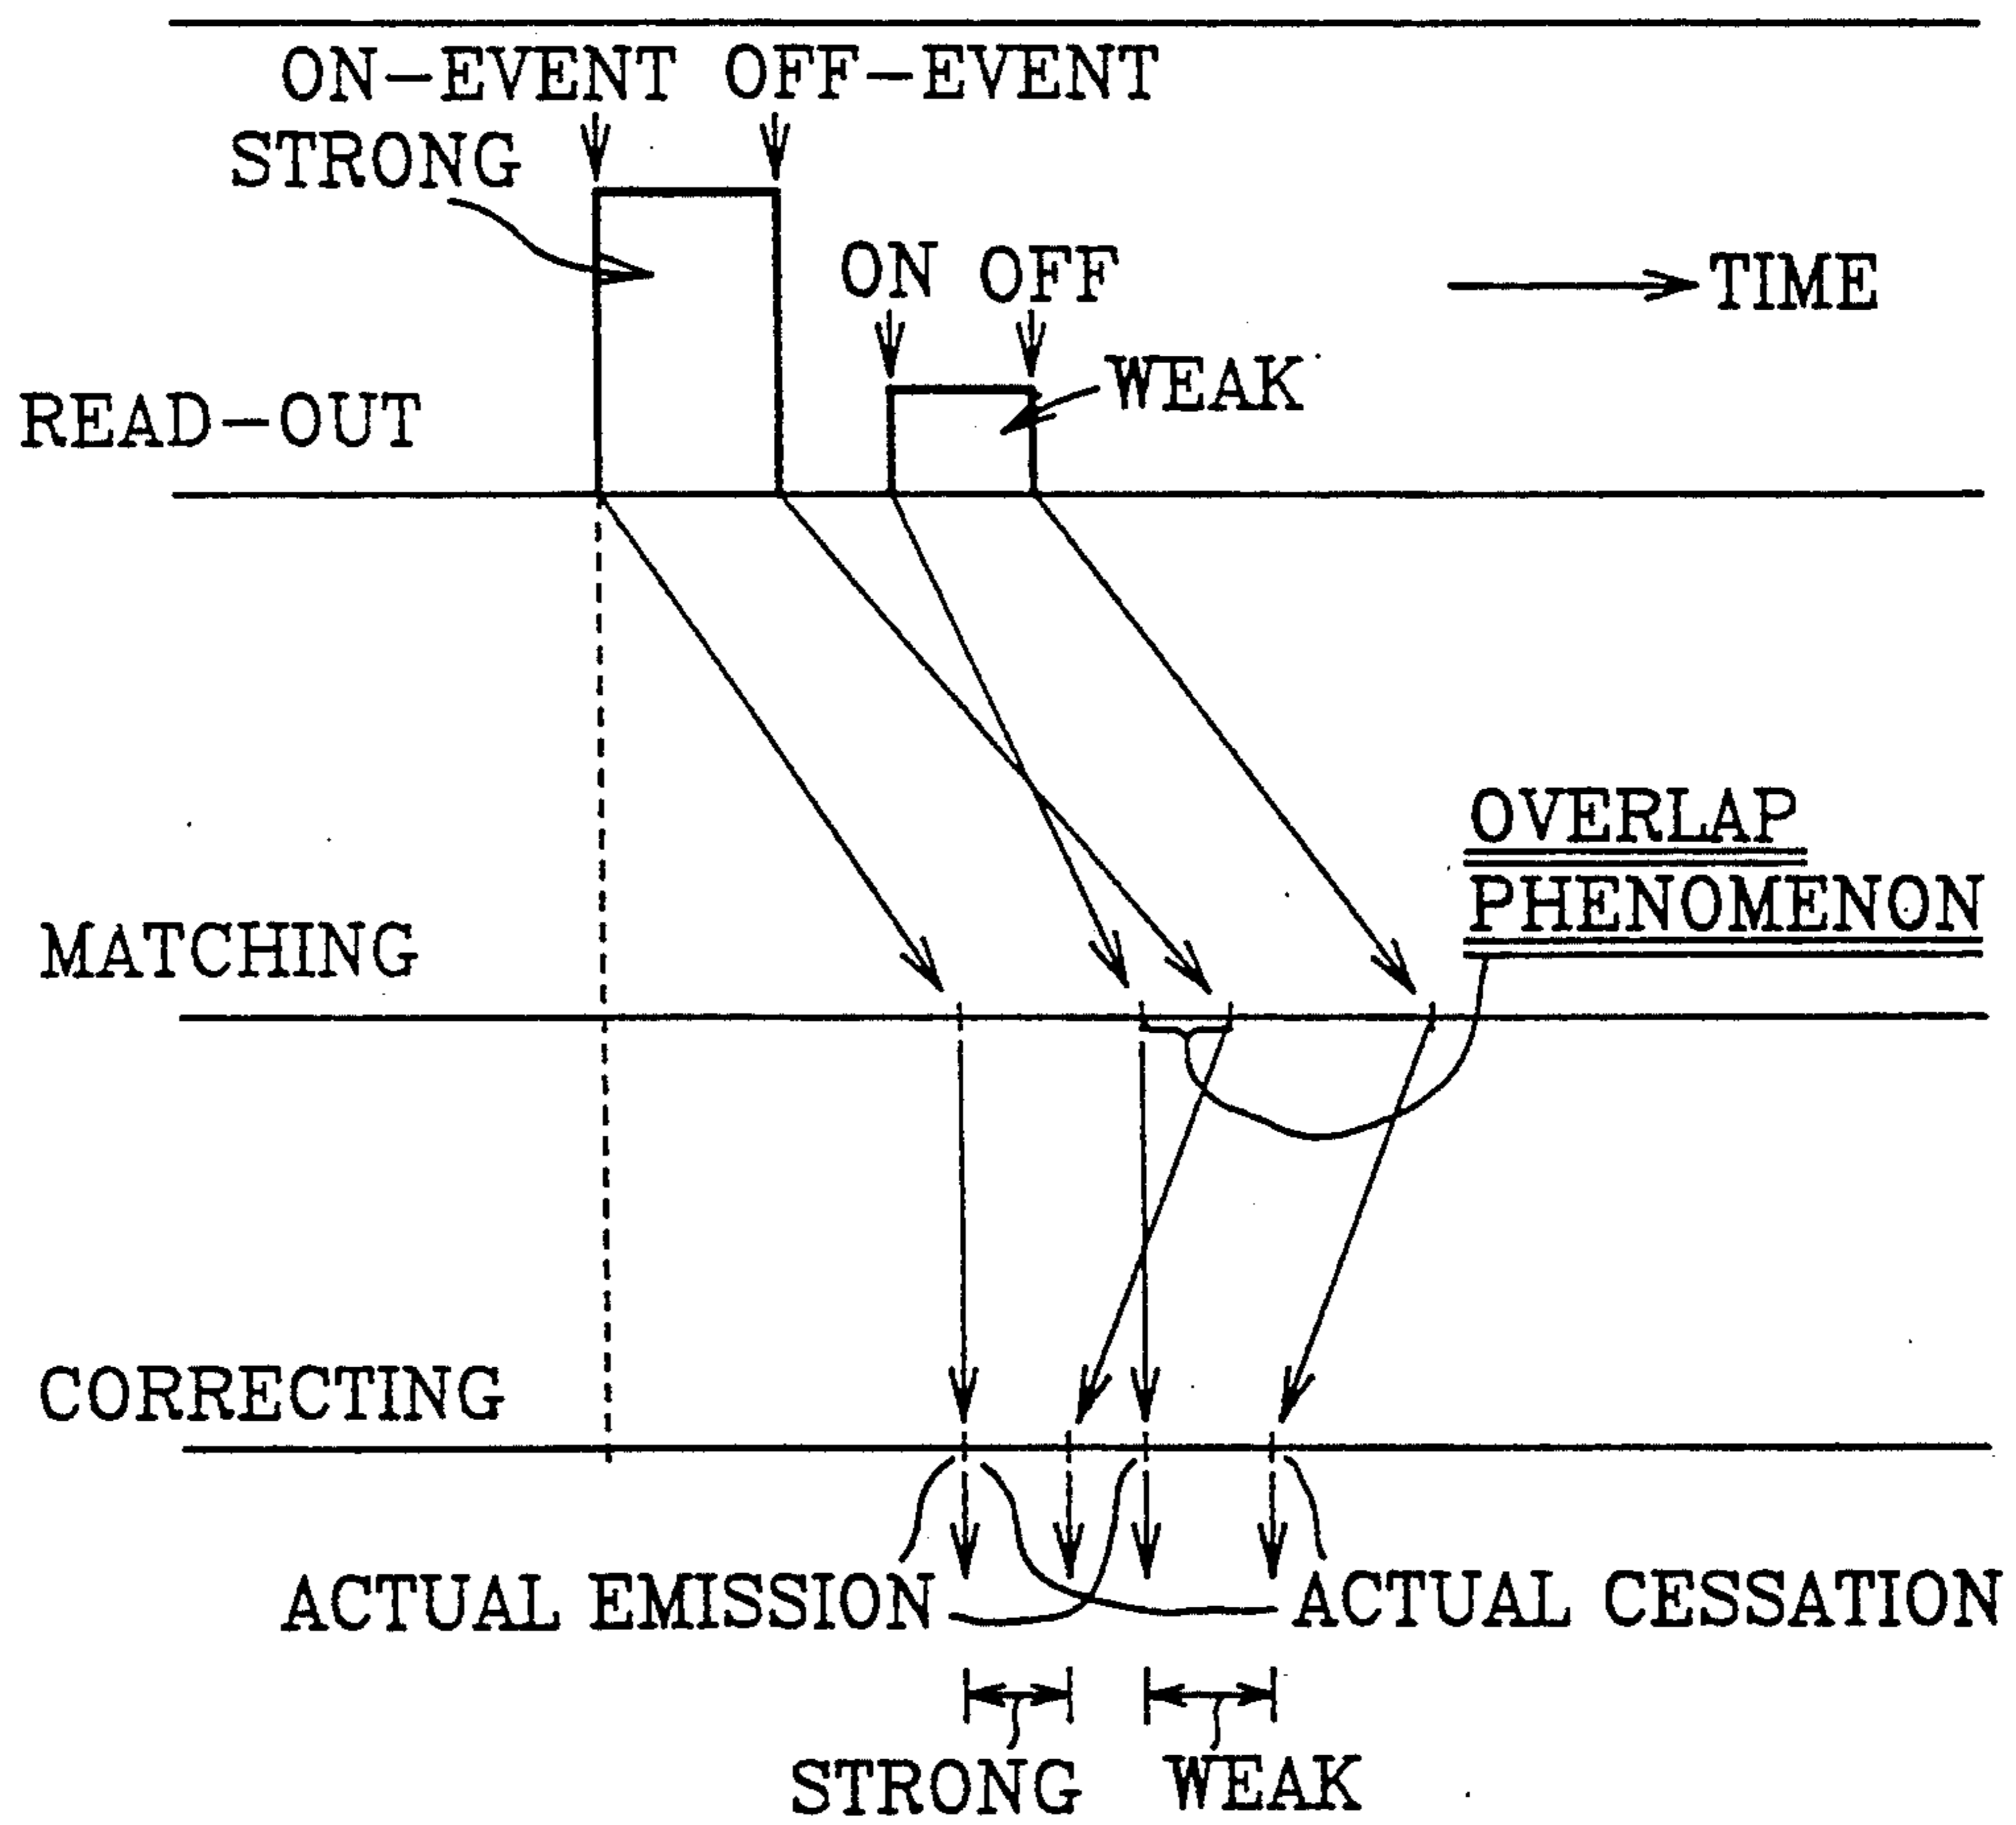 ON-EVENT OFF-EVENT
STRONG
ON OFF
TIME
WEAK
READ-OUT
OVERLAP
PHENOMENON
MATCHING
CORRECTING
ACTUAL EMISSION
ACTUAL CESSATION
STRONG WEAK